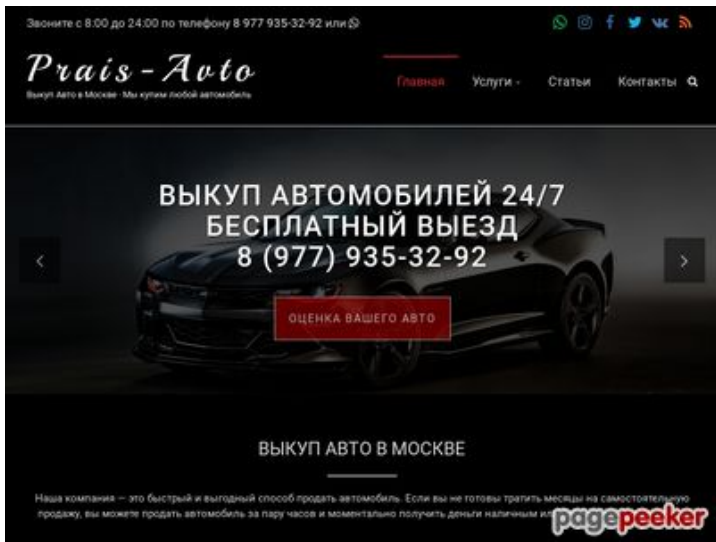 Звоните с 8:00 до 24:00 по телефону 8 977 935-32-92 или
Prais-Avto
Выкуп Авто в Москве - Мы купим любой автомобиль
Главная Услуги Статьи Контакты
ВЫКУП АВТОМОБИЛЕЙ 24/7
БЕСПЛАТНЫЙ ВЫЕЗД
8 (977) 935-32-92
ОЦЕНКА ВАШЕГО АВТО
ВЫКУП АВТО В МОСКВЕ
Наша компания — это быстрый и выгодный способ продать автомобиль. Если вы не готовы тратить месяцы на самостоятельную
продажу, вы можете продать автомобиль за пару часов и моментально получить деньги наличным
pagepeeker